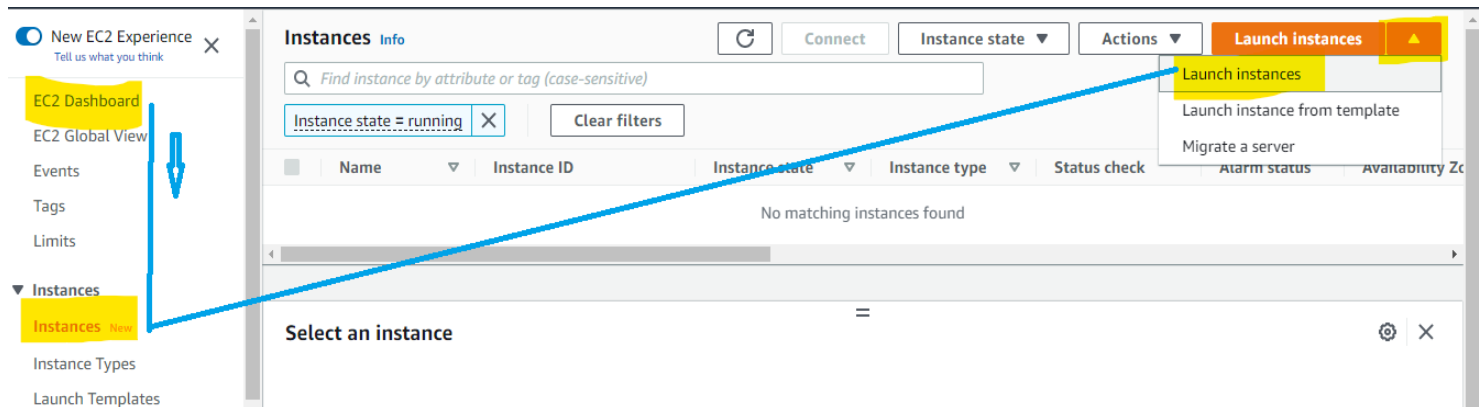 New EC2 Experience
Tell us what you think
EC2 Dashboard
EC2 Global View
Events
Tags
Limits
Instances
Instances New
Instance Types
Launch Templates
Instances Info
Connect
Instance state
Actions
Launch instances
Find instance by attribute or tag (case-sensitive)
Launch instances
Launch instance from template
Migrate a server
Instance state = running
Clear filters
Name Instance ID Instance state Instance type Status check Alarm status Availability Zo
No matching instances found
Select an instance